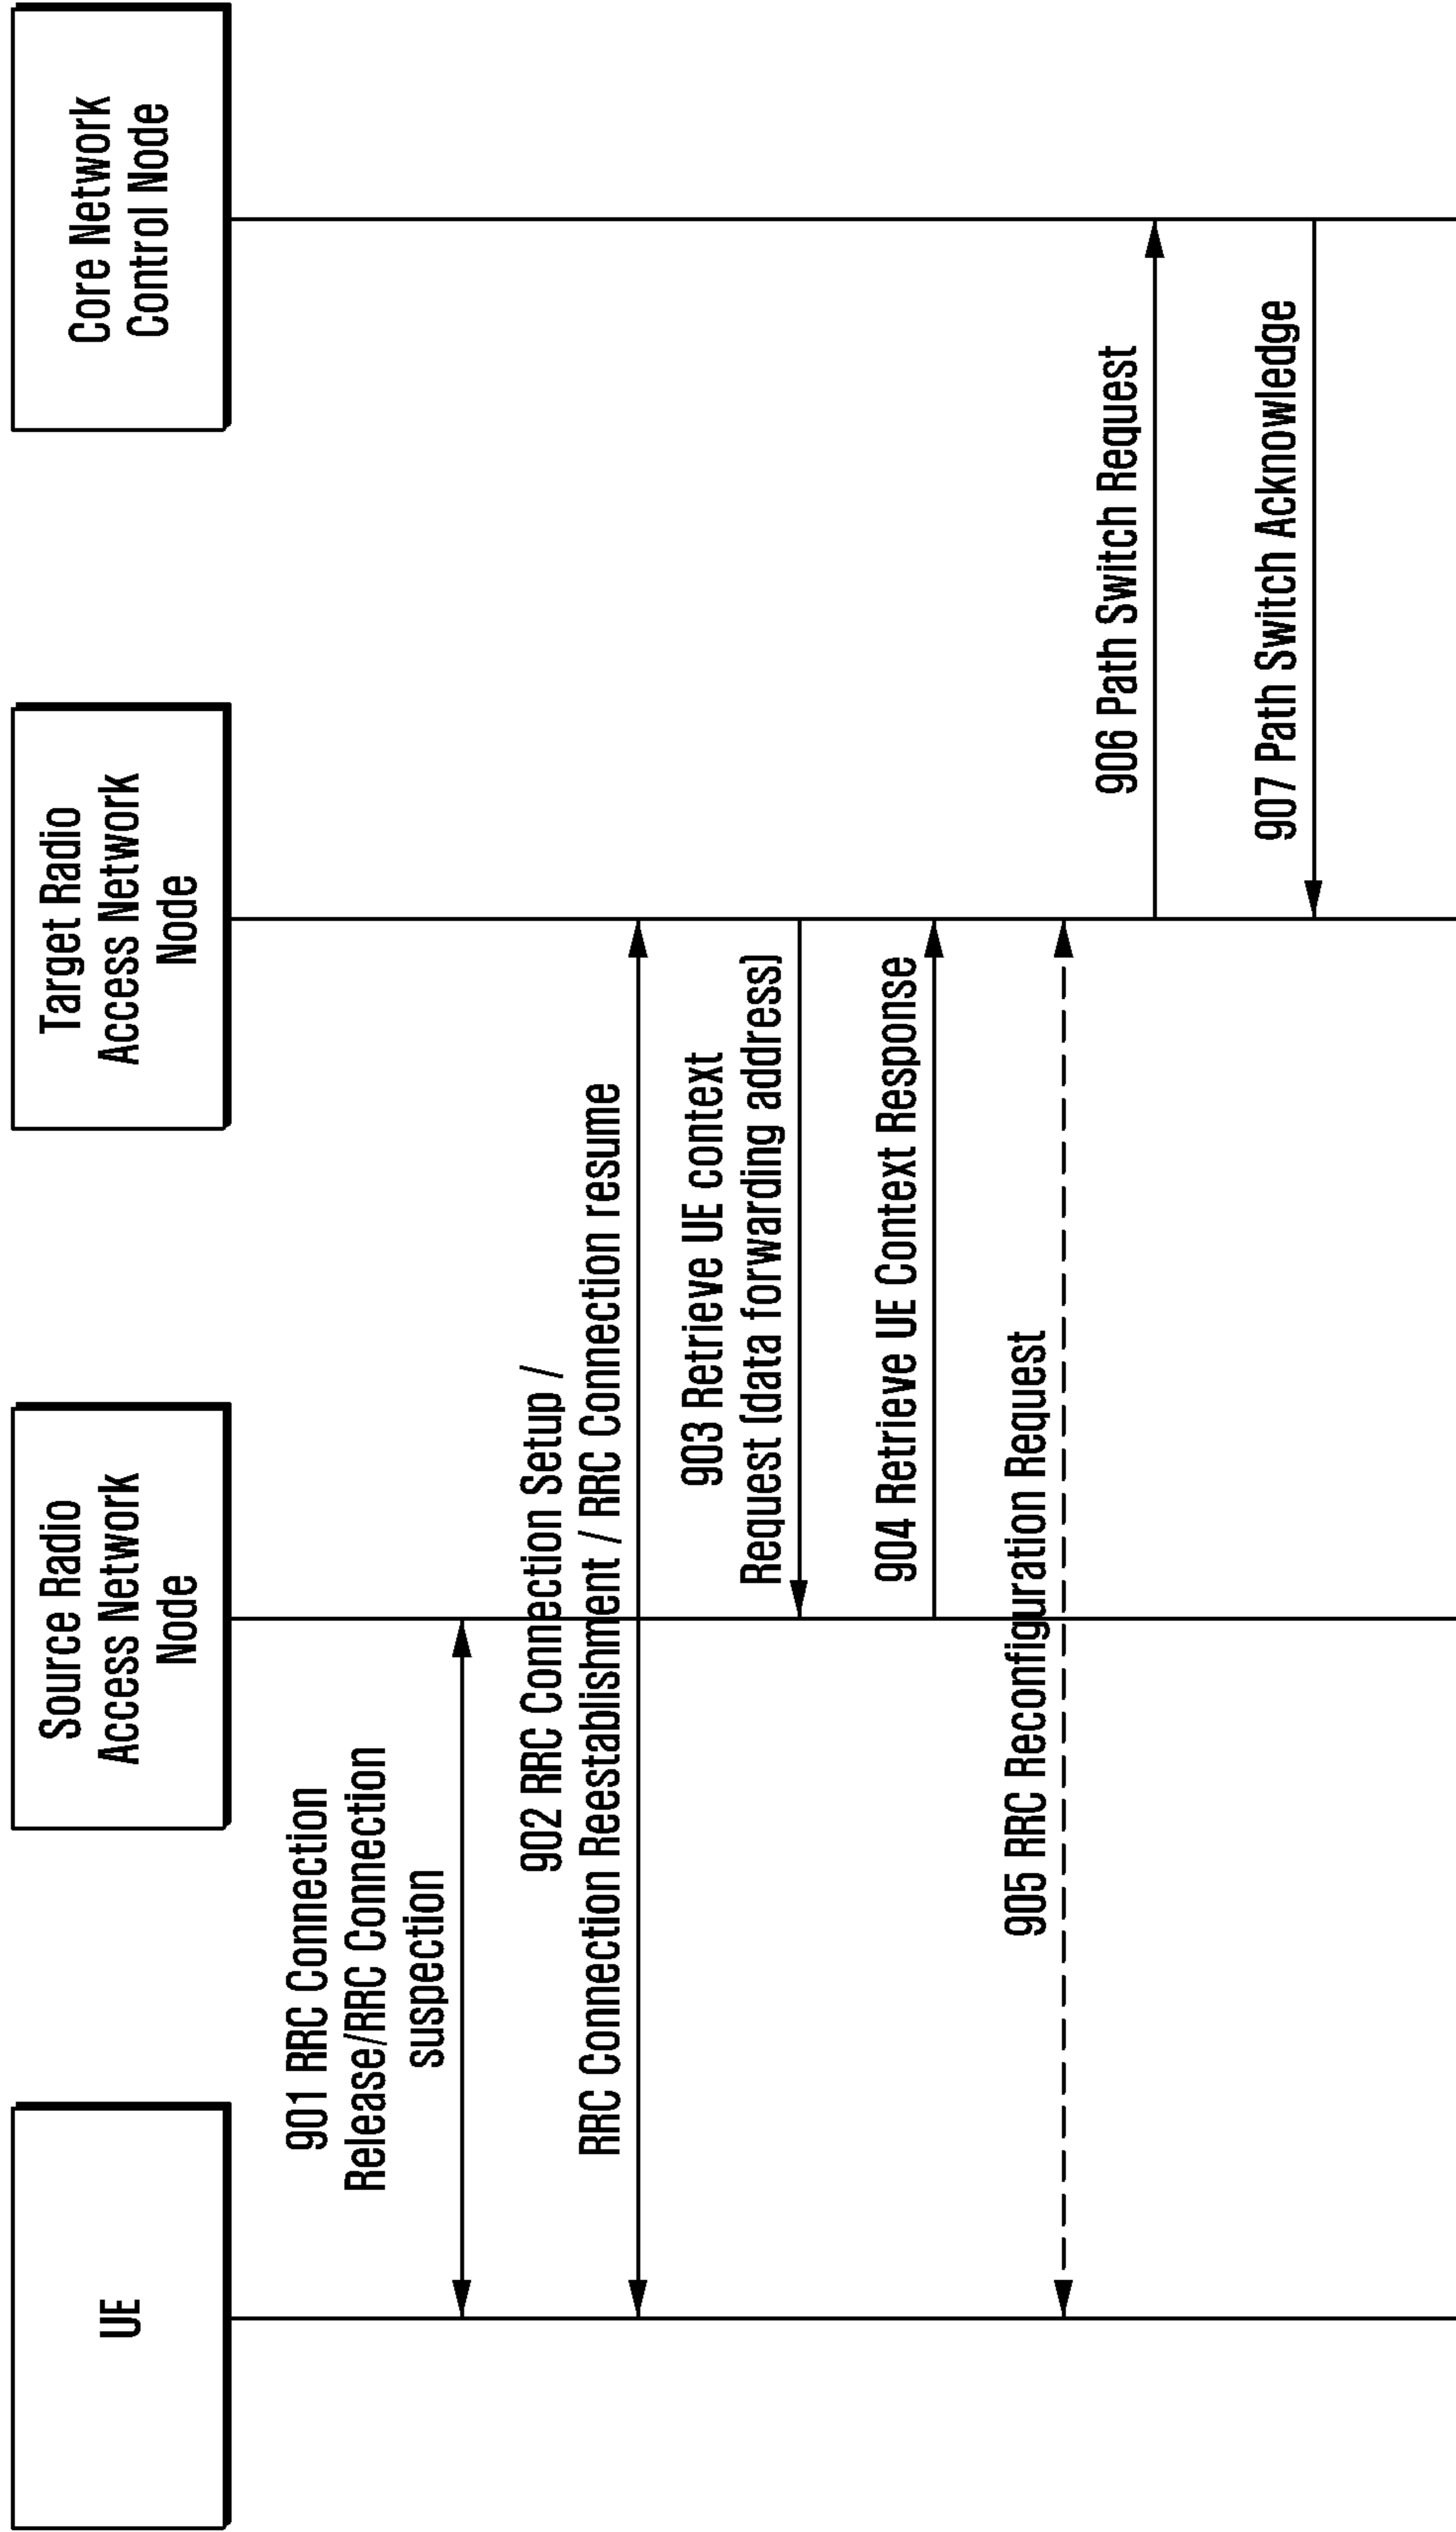 UE
Source Radio
Access Network
Node
Target Radio
Access Network
Node
Core Network
Control Node
901 RRC Connection
Release/RRC Connection
suspection
902 RRC Connection Setup /
RRC Connection Reestablishment / RRC Connection resume
903 Retrieve UE context
Request (data forwarding address)
904 Retrieve UE Context Response
905 RRC Reconfiguration Request
906 Path Switch Request
907 Path Switch Acknowledge